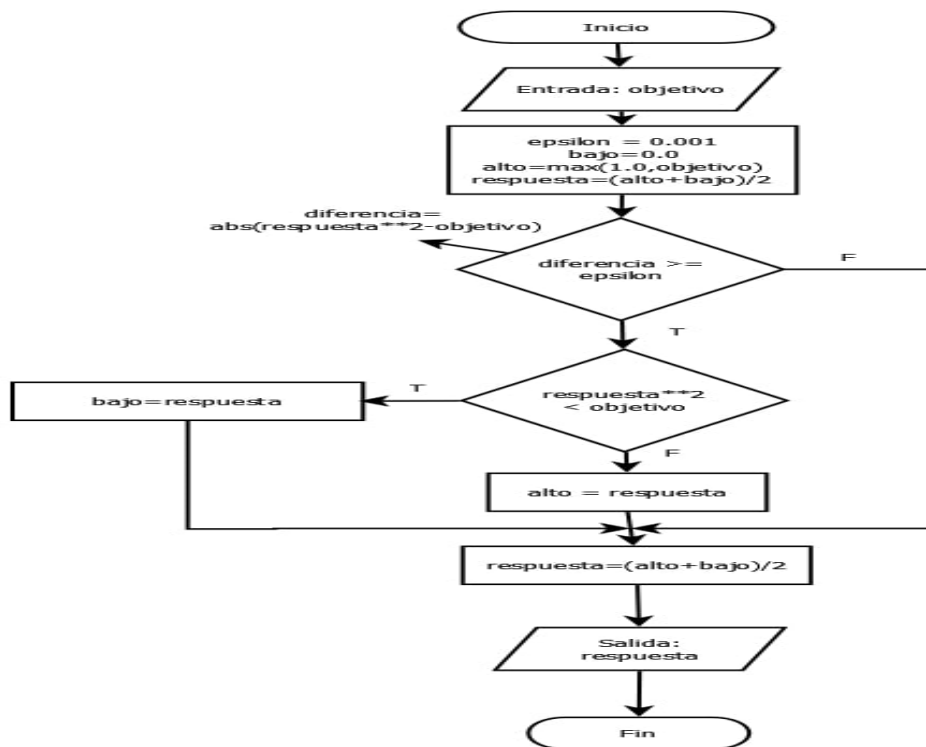 Inicio
Entrada: objetivo
epsilon = 0.001
bajo=0.0
alto=max(1.0,objetivo)
respuesta=(alto+bajo)/2
diferencia=
abs(respuesta**2-objetivo)
diferencia >=
epsilon
F
T
respuesta**2
< objetivo
T
bajo=respuesta
F
alto = respuesta
respuesta=(alto+bajo)/2
Salida:
respuesta
Fin